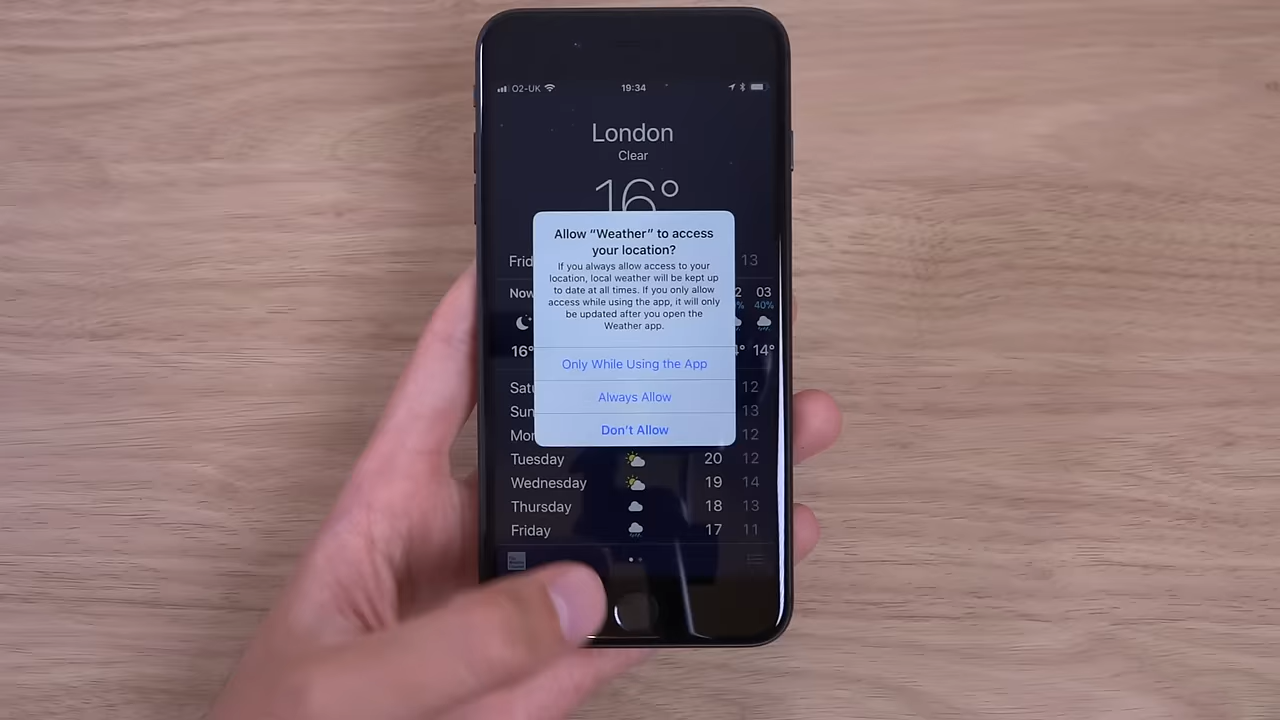 O2-UK 19:34
London
Clear
16°
Allow “Weather” to access
your location?
If you always allow access to your
location, local weather will be kept up
to date at all times. If you only allow
access while using the app, it will only
be updated after you open the
Weather app.
Only While Using the App
Always Allow
Don't Allow
Frid 13
Now 2 03
% 40%
16° 4° 14°
Satu 12
Sun 13
Mon 12
Tuesday 20 12
Wednesday 19 14
Thursday 18 13
Friday 17 11